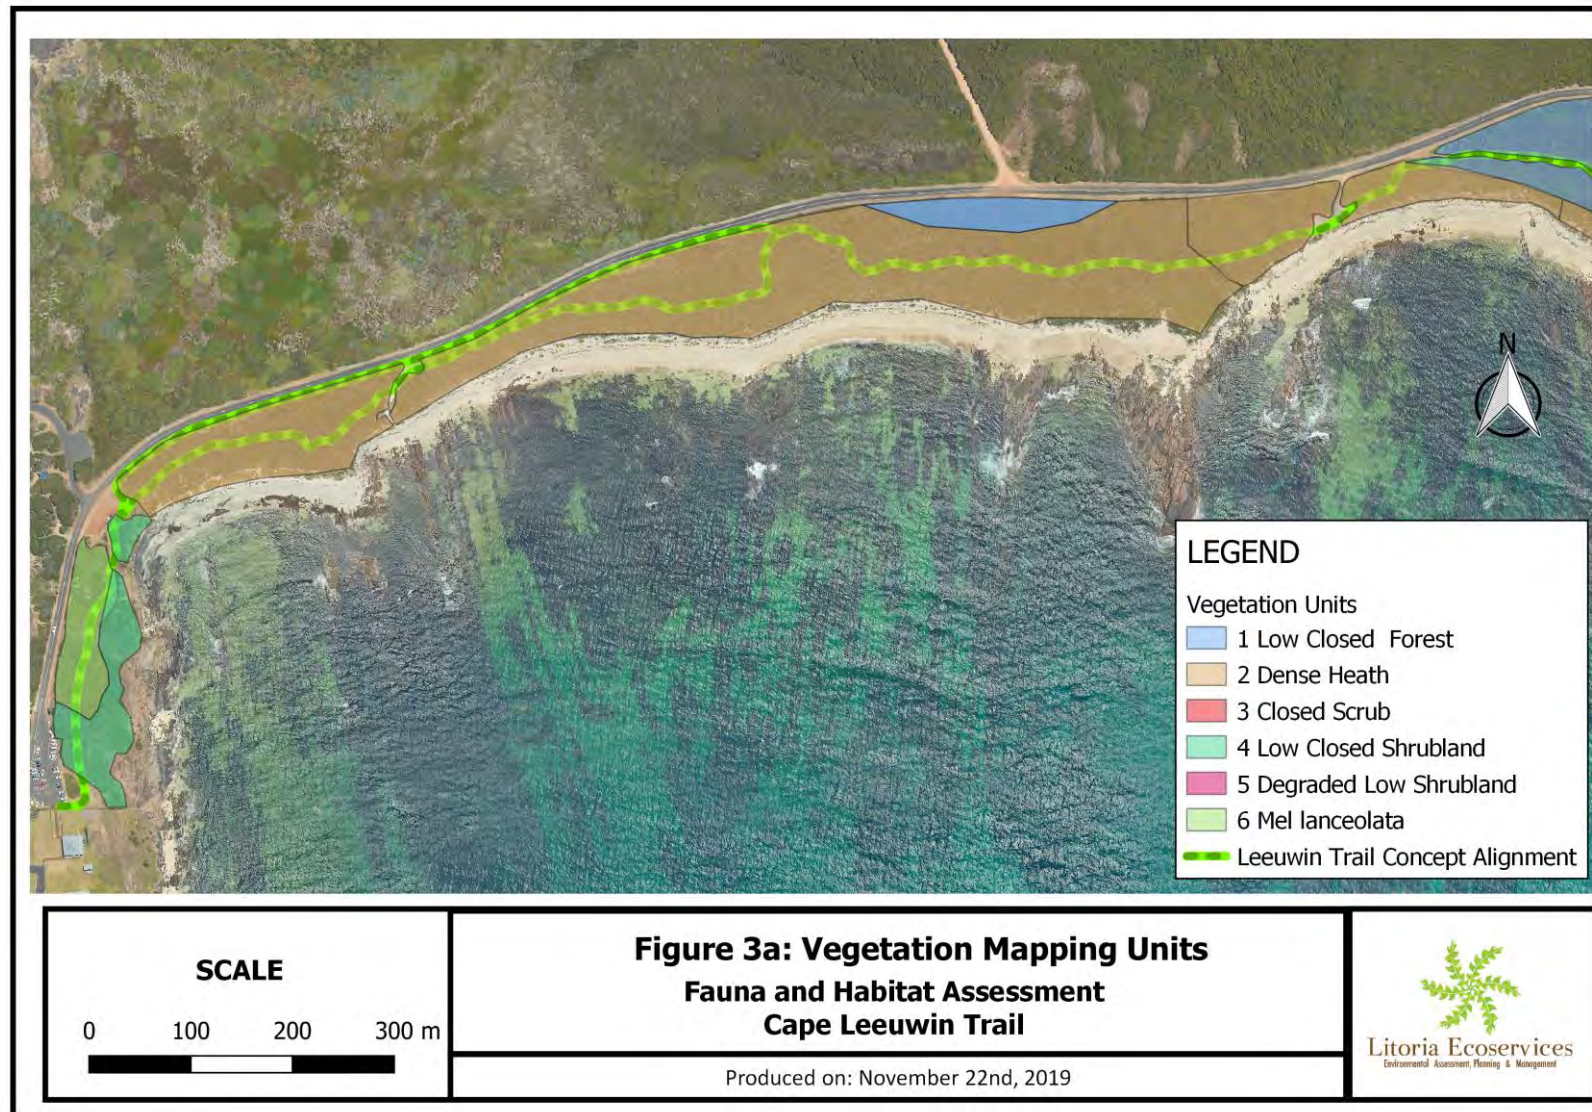 N
LEGEND
Vegetation Units
1 Low Closed Forest
2 Dense Heath
3 Closed Scrub
4 Low Closed Shrubland
5 Degraded Low Shrubland
6 Mel lanceolata
Leeuwin Trail Concept Alignment
SCALE
0 100 200 300 m
Figure 3a: Vegetation Mapping Units
Fauna and Habitat Assessment
Cape Leeuwin Trail
Produced on: November 22nd, 2019
Litoria Ecoservices
Environmental Assessment, Planning & Management